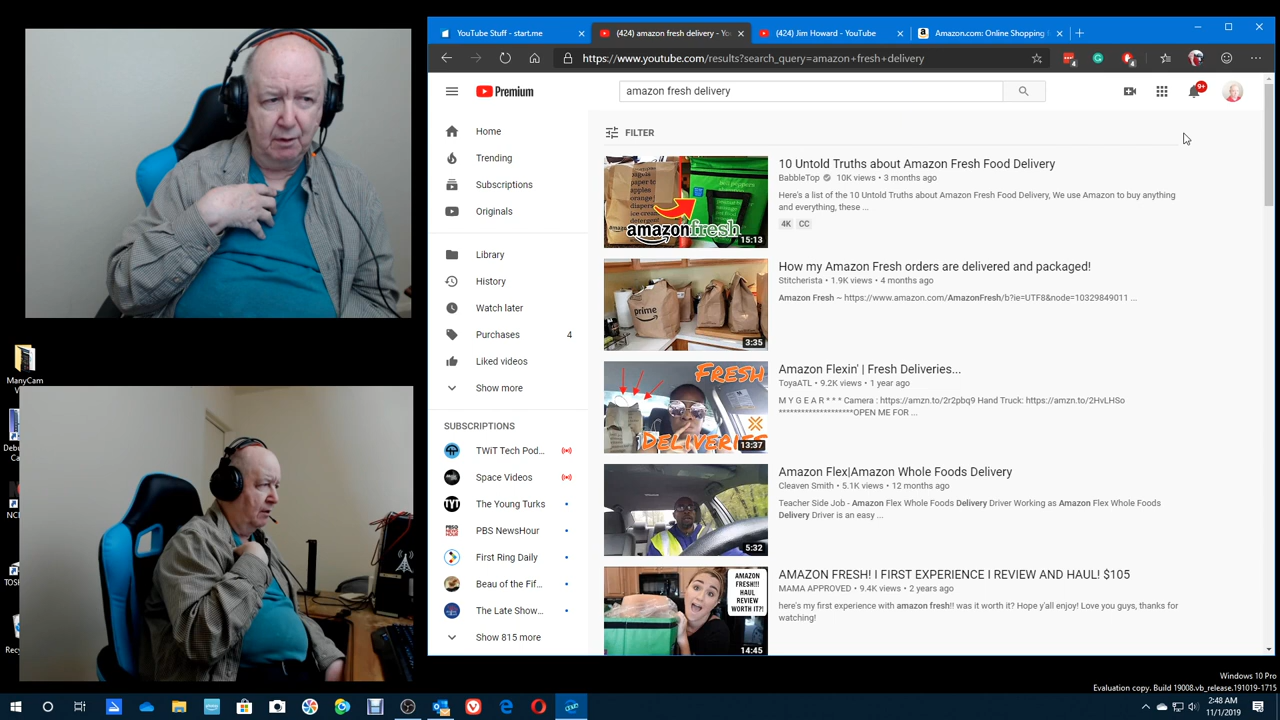 YouTube Stuff - start.me
(424) amazon fresh delivery - Yo
(424) Jim Howard - YouTube
Amazon.com: Online Shopping
https://www.youtube.com/results?search_query=amazon+fresh+delivery
Premium
amazon fresh delivery
9+
Home
Trending
Subscriptions
Originals
Library
History
Watch later
Purchases 4
Liked videos
Show more
SUBSCRIPTIONS
TWiT Tech Pod...
Space Videos
The Young Turks
PBS NewsHour
First Ring Daily
Beau of the Fif...
The Late Show...
Show 815 more
FILTER
amazonfresh
15:13
10 Untold Truths about Amazon Fresh Food Delivery
BabbleTop 10K views • 3 months ago
Here's a list of the 10 Untold Truths about Amazon Fresh Food Delivery, We use Amazon to buy anything
and everything, these ...
4K CC
prime
3:35
How my Amazon Fresh orders are delivered and packaged!
Stitcherista • 1.9K views • 4 months ago
Amazon Fresh ~ https://www.amazon.com/AmazonFresh/b?ie=UTF8&node=10329849011 ...
FRESH
DELIVERIES
13:37
Amazon Flexin' | Fresh Deliveries...
ToyaATL • 9.2K views • 1 year ago
M Y G E A R * * * Camera : https://amzn.to/2r2pbq9 Hand Truck: https://amzn.to/2HvLHSo
********************OPEN ME FOR ...
5:32
Amazon Flex|Amazon Whole Foods Delivery
Cleaven Smith • 5.1K views • 12 months ago
Teacher Side Job - Amazon Flex Whole Foods Delivery Driver Working as Amazon Flex Whole Foods
Delivery Driver is an easy ...
AMAZON
FRESH!!!
HAUL
REVIEW
WORTH IT?
14:45
AMAZON FRESH! I FIRST EXPERIENCE I REVIEW AND HAUL! $105
MAMA APPROVED • 9.4K views • 2 years ago
here's my first experience with amazon fresh!! was it worth it? Hope y'all enjoy! Love you guys, thanks for
watching!
ManyCam
Windows 10 Pro
Evaluation copy. Build 19008.vb_release.191019-1715
2:48 AM
11/1/2019